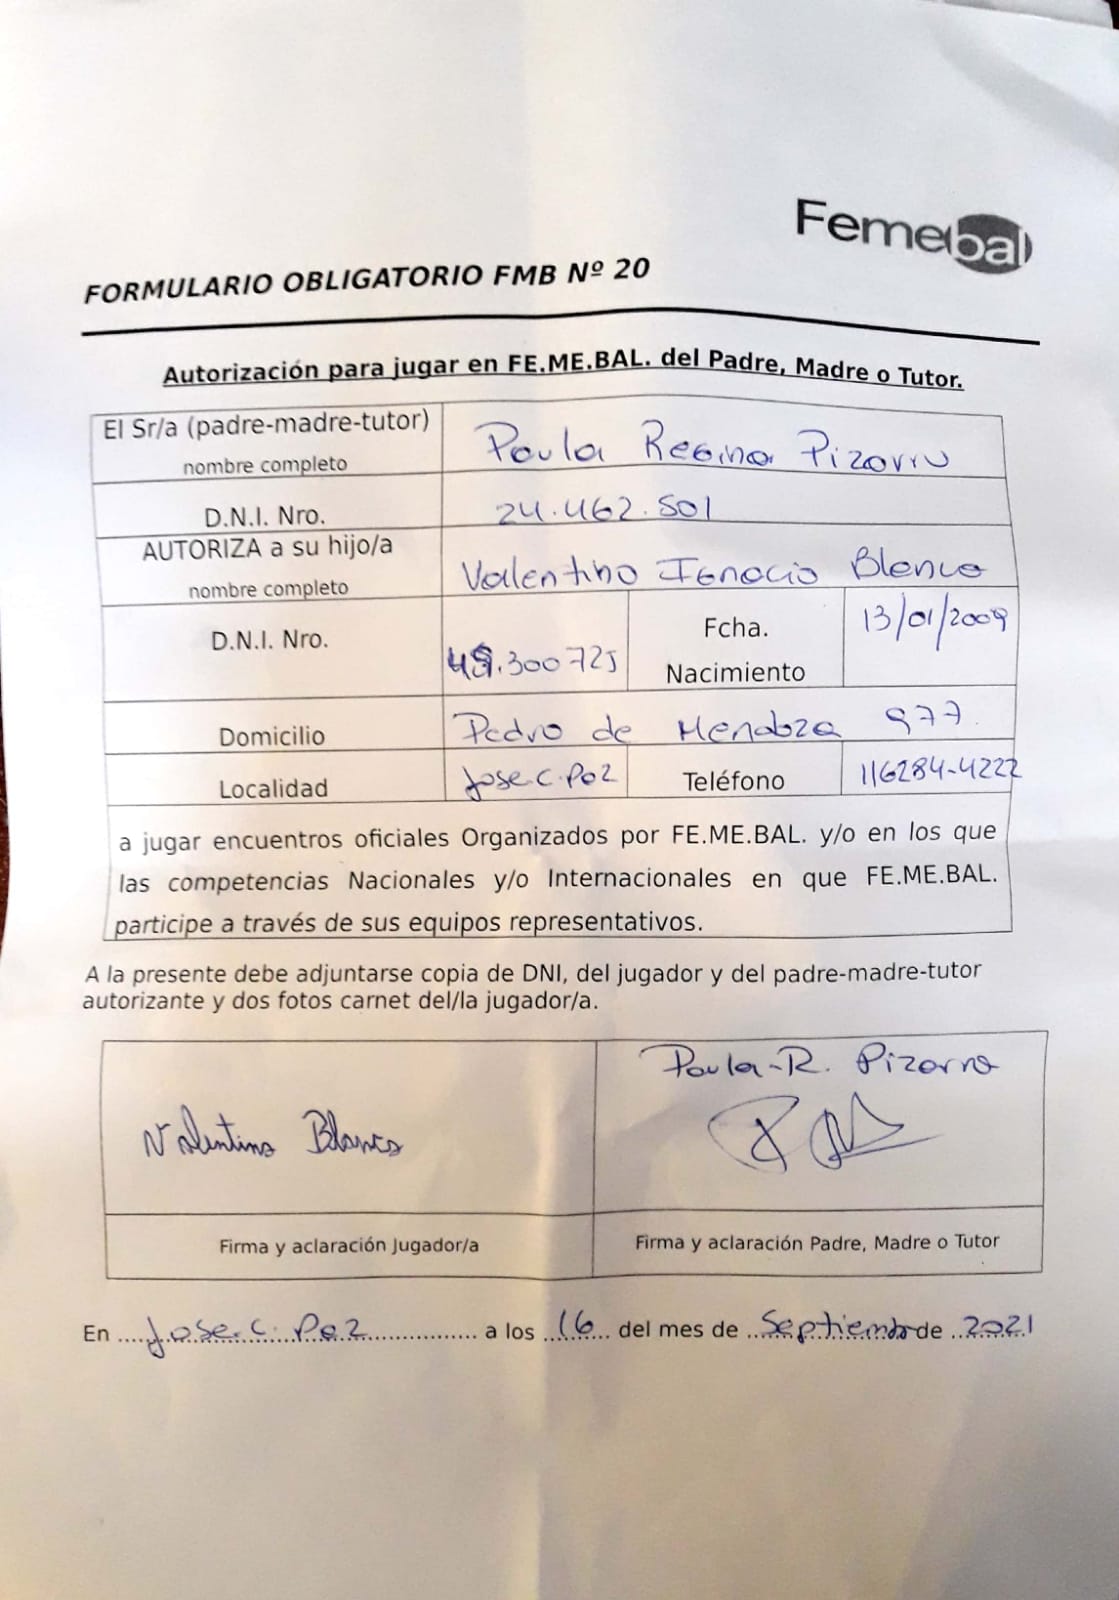 Femebal
FORMULARIO OBLIGATORIO FMB Nº 20
Autorización para jugar en FE.ME.BAL. del Padre, Madre o Tutor.
El Sr/a (padre-madre-tutor) Paula Regina Pizarro
nombre completo
D.N.I. Nro. 24.462.501
AUTORIZA a su hijo/a
nombre completo Valentino Ignacio Blanco
D.N.I. Nro. Fcha. 13/01/2009
Nacimiento
Domicilio Pedro de Mendoza 977
Localidad Jose.C.Paz Teléfono 116284-4222
a jugar encuentros oficiales Organizados por FE.ME.BAL. y/o en los que
las competencias Nacionales y/o Internacionales en que FE.ME.BAL.
participe a través de sus equipos representativos.
A la presente debe adjuntarse copia de DNI, del jugador y del padre-madre-tutor
autorizante y dos fotos carnet del/la jugador/a.
Paula-R. Pizarro
Valentino Blanco
Firma y aclaración Jugador/a Firma y aclaración Padre, Madre o Tutor
En .....Jose.C.Paz................ a los .16... del mes de ..Septiembre de ..2021